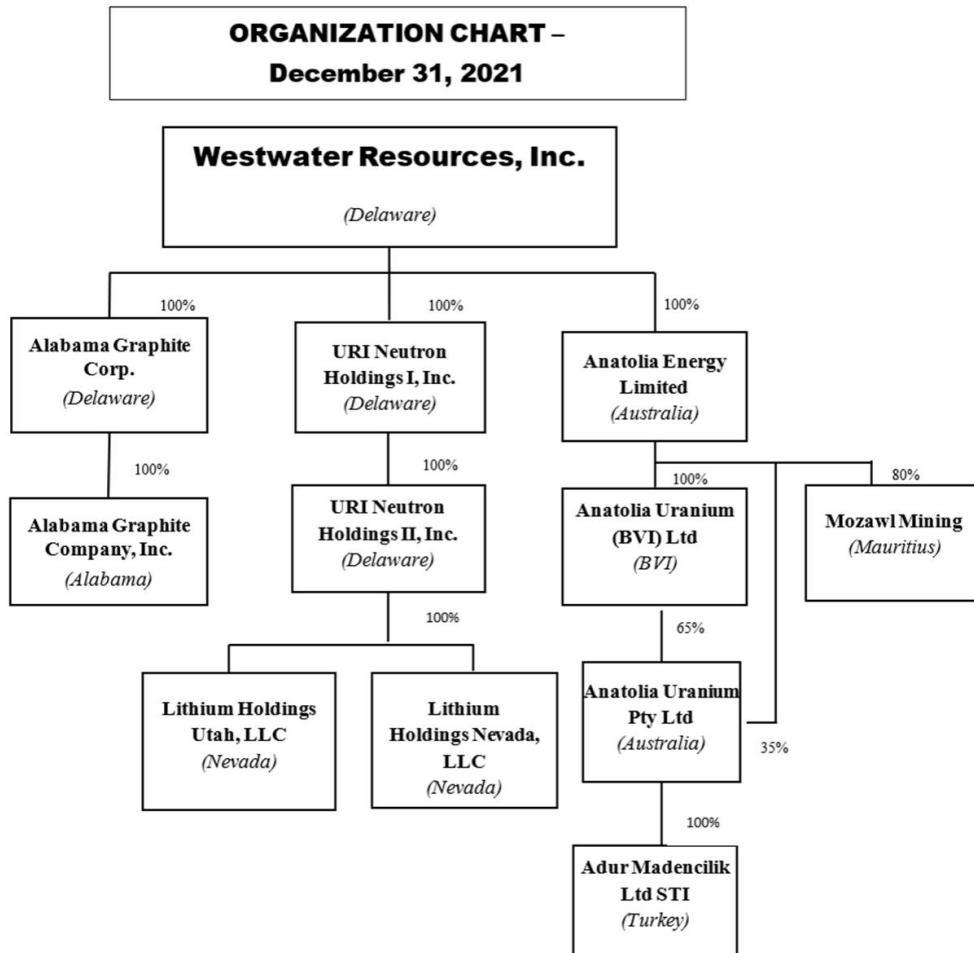 ORGANIZATION CHART –
December 31, 2021
Westwater Resources, Inc.
(Delaware)
100%
100%
100%
Alabama Graphite
Corp.
(Delaware)
URI Neutron
Holdings I, Inc.
(Delaware)
Anatolia Energy
Limited
(Australia)
100%
100%
100%
80%
Alabama Graphite
Company, Inc.
(Alabama)
URI Neutron
Holdings II, Inc.
(Delaware)
Anatolia Uranium
(BVI) Ltd
(BVI)
Mozawl Mining
(Mauritius)
100%
65%
Lithium Holdings
Utah, LLC
(Nevada)
Lithium
Holdings Nevada,
LLC
(Nevada)
Anatolia Uranium
Pty Ltd
(Australia)
35%
100%
Adur Madencilik
Ltd STI
(Turkey)